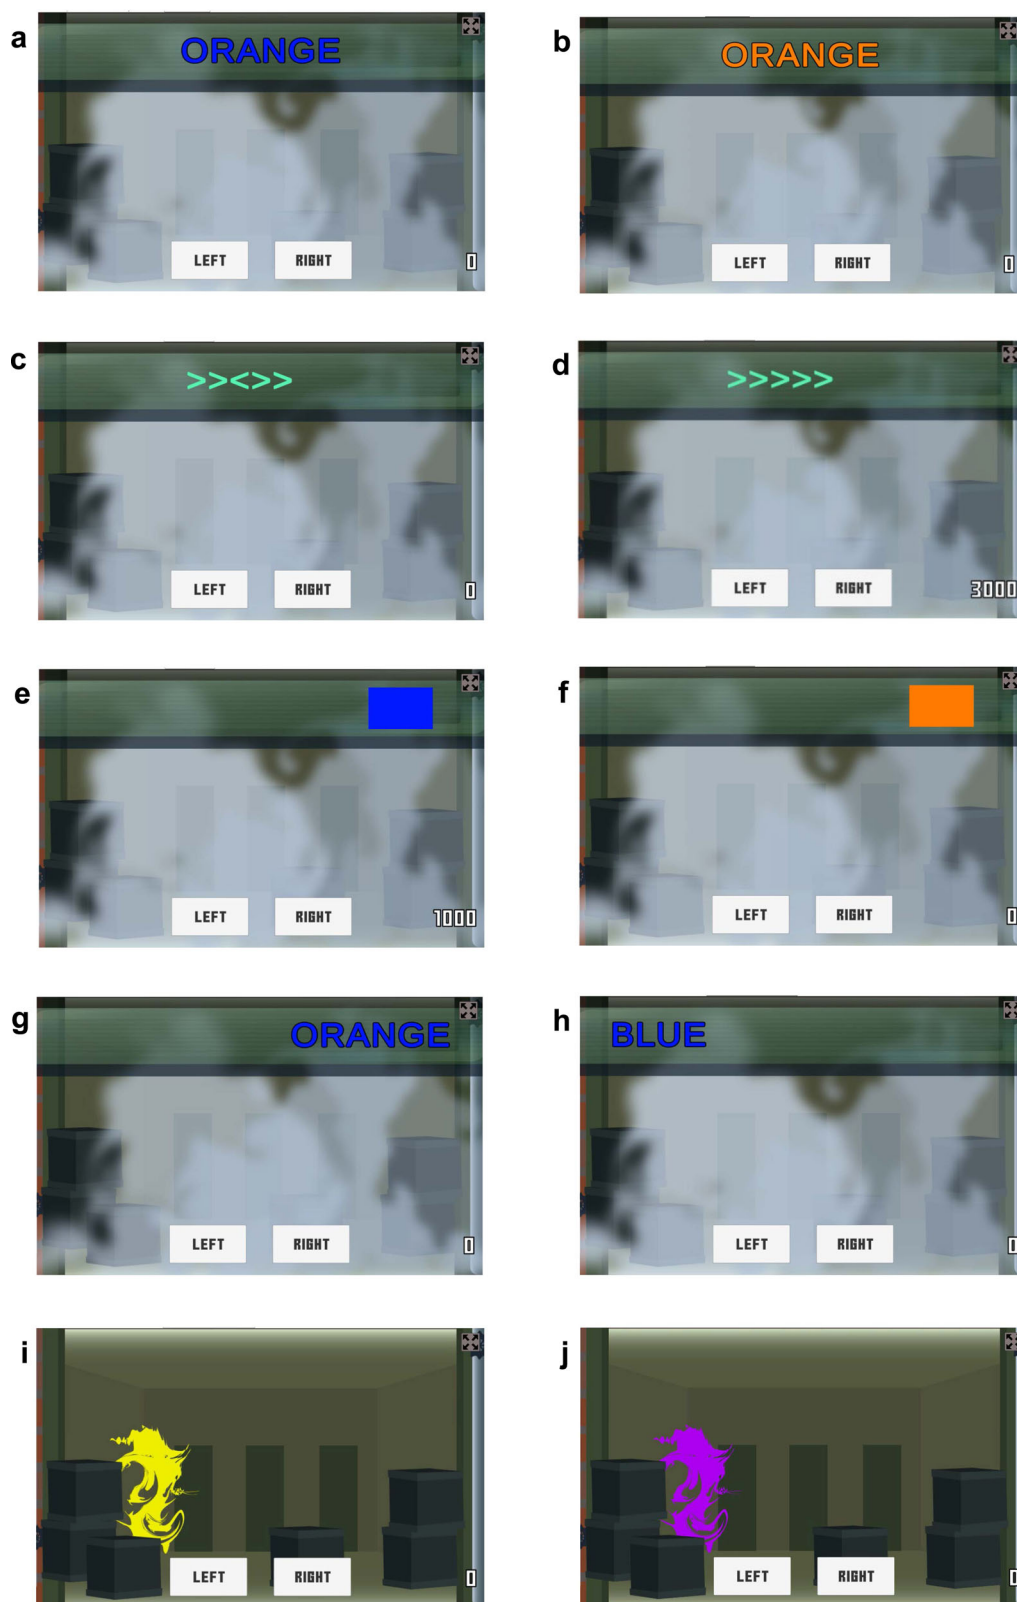 a
ORANGE
LEFT RIGHT
0
b
ORANGE
LEFT RIGHT
0
c
>><>>
LEFT RIGHT
0
d
>>>>>
LEFT RIGHT
3000
e
LEFT RIGHT
1000
f
LEFT RIGHT
0
g
ORANGE
LEFT RIGHT
0
h
BLUE
LEFT RIGHT
0
i
LEFT RIGHT
0
j
LEFT RIGHT
0